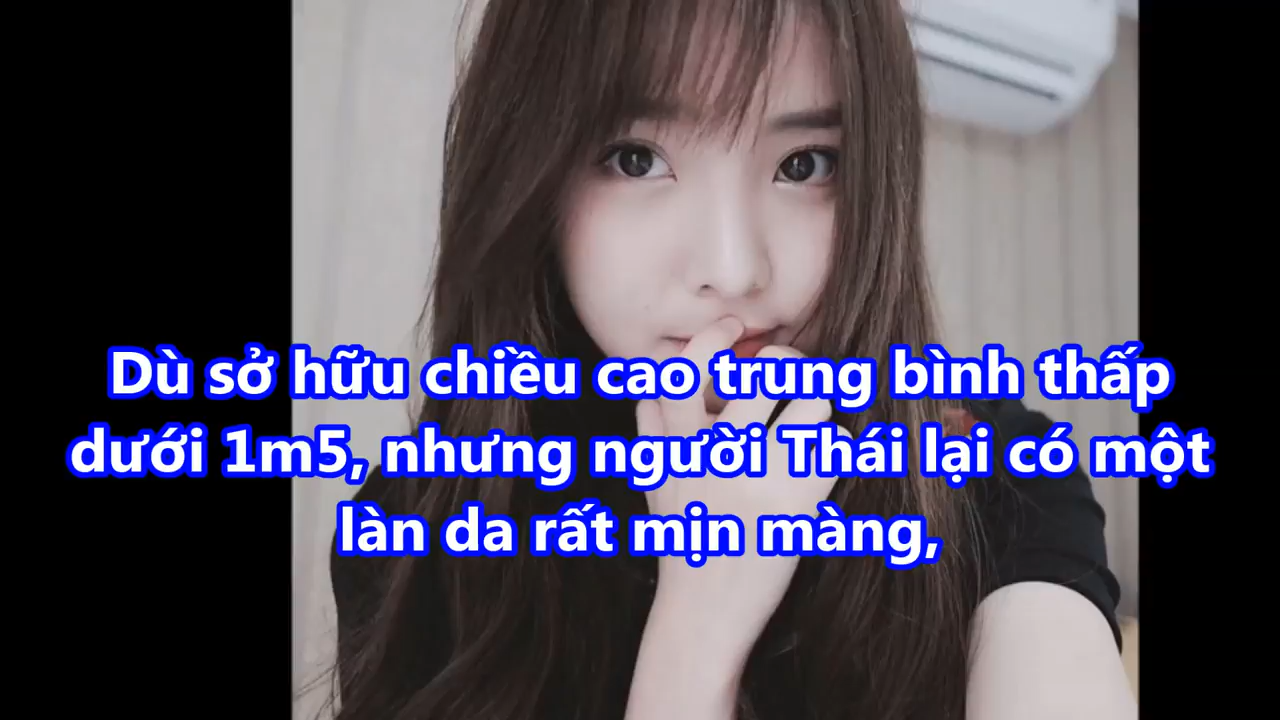 Dù sở hữu chiều cao trung bình thấp
dưới 1m5, nhưng người Thái lại có một
làn da rất mịn màng,